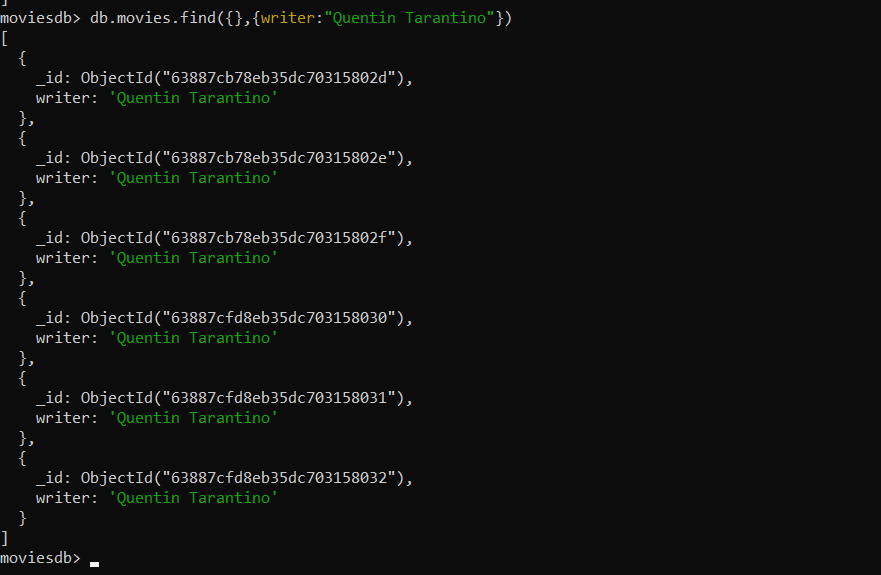 ]
moviesdb> db.movies.find({},{writer:"Quentin Tarantino"})
[
  {
    _id: ObjectId("63887cb78eb35dc70315802d"),
    writer: 'Quentin Tarantino'
  },
  {
    _id: ObjectId("63887cb78eb35dc70315802e"),
    writer: 'Quentin Tarantino'
  },
  {
    _id: ObjectId("63887cb78eb35dc70315802f"),
    writer: 'Quentin Tarantino'
  },
  {
    _id: ObjectId("63887cfd8eb35dc703158030"),
    writer: 'Quentin Tarantino'
  },
  {
    _id: ObjectId("63887cfd8eb35dc703158031"),
    writer: 'Quentin Tarantino'
  },
  {
    _id: ObjectId("63887cfd8eb35dc703158032"),
    writer: 'Quentin Tarantino'
  }
]
moviesdb>